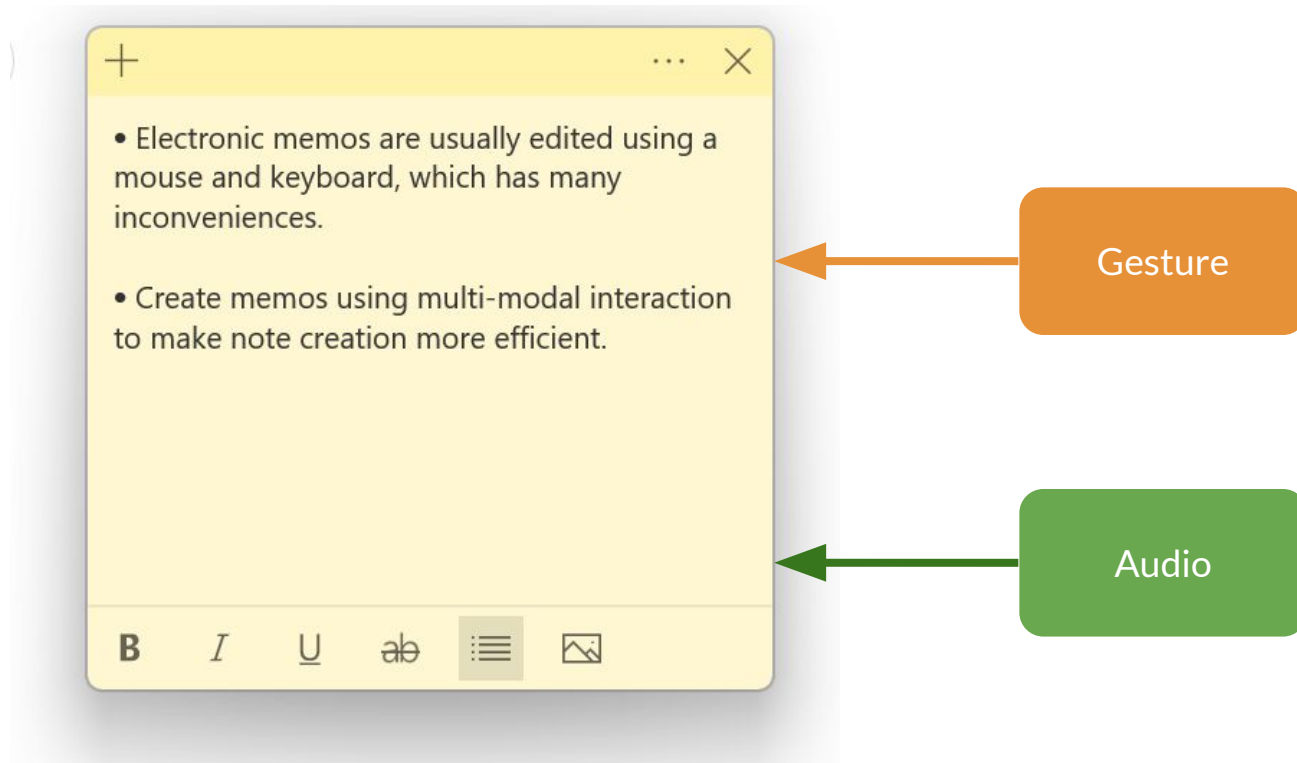 • Electronic memos are usually edited using a
mouse and keyboard, which has many
inconveniences.
• Create memos using multi-modal interaction
to make note creation more efficient.
B I U ab
Gesture
Audio